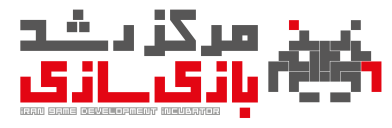 مرکز رشد
بازی سازی
IRAN GAME DEVELOPMENT INCUBATOR